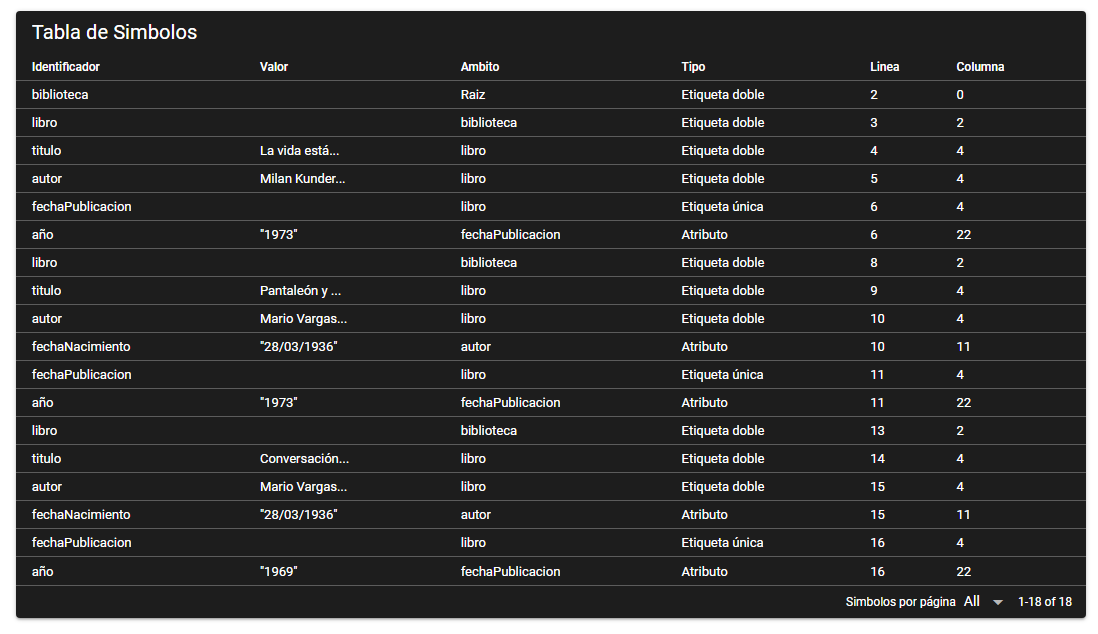 Tabla de Simbolos
Identificador Valor Ambito Tipo Linea Columna
biblioteca Raiz Etiqueta doble 2 0
libro biblioteca Etiqueta doble 3 2
titulo La vida está... libro Etiqueta doble 4 4
autor Milan Kunder... libro Etiqueta doble 5 4
fechaPublicacion libro Etiqueta única 6 4
año "1973" fechaPublicacion Atributo 6 22
libro biblioteca Etiqueta doble 8 2
titulo Pantaleón y ... libro Etiqueta doble 9 4
autor Mario Vargas... libro Etiqueta doble 10 4
fechaNacimiento "28/03/1936" autor Atributo 10 11
fechaPublicacion libro Etiqueta única 11 4
año "1973" fechaPublicacion Atributo 11 22
libro biblioteca Etiqueta doble 13 2
titulo Conversación... libro Etiqueta doble 14 4
autor Mario Vargas... libro Etiqueta doble 15 4
fechaNacimiento "28/03/1936" autor Atributo 15 11
fechaPublicacion libro Etiqueta única 16 4
año "1969" fechaPublicacion Atributo 16 22
Simbolos por página All 1-18 of 18